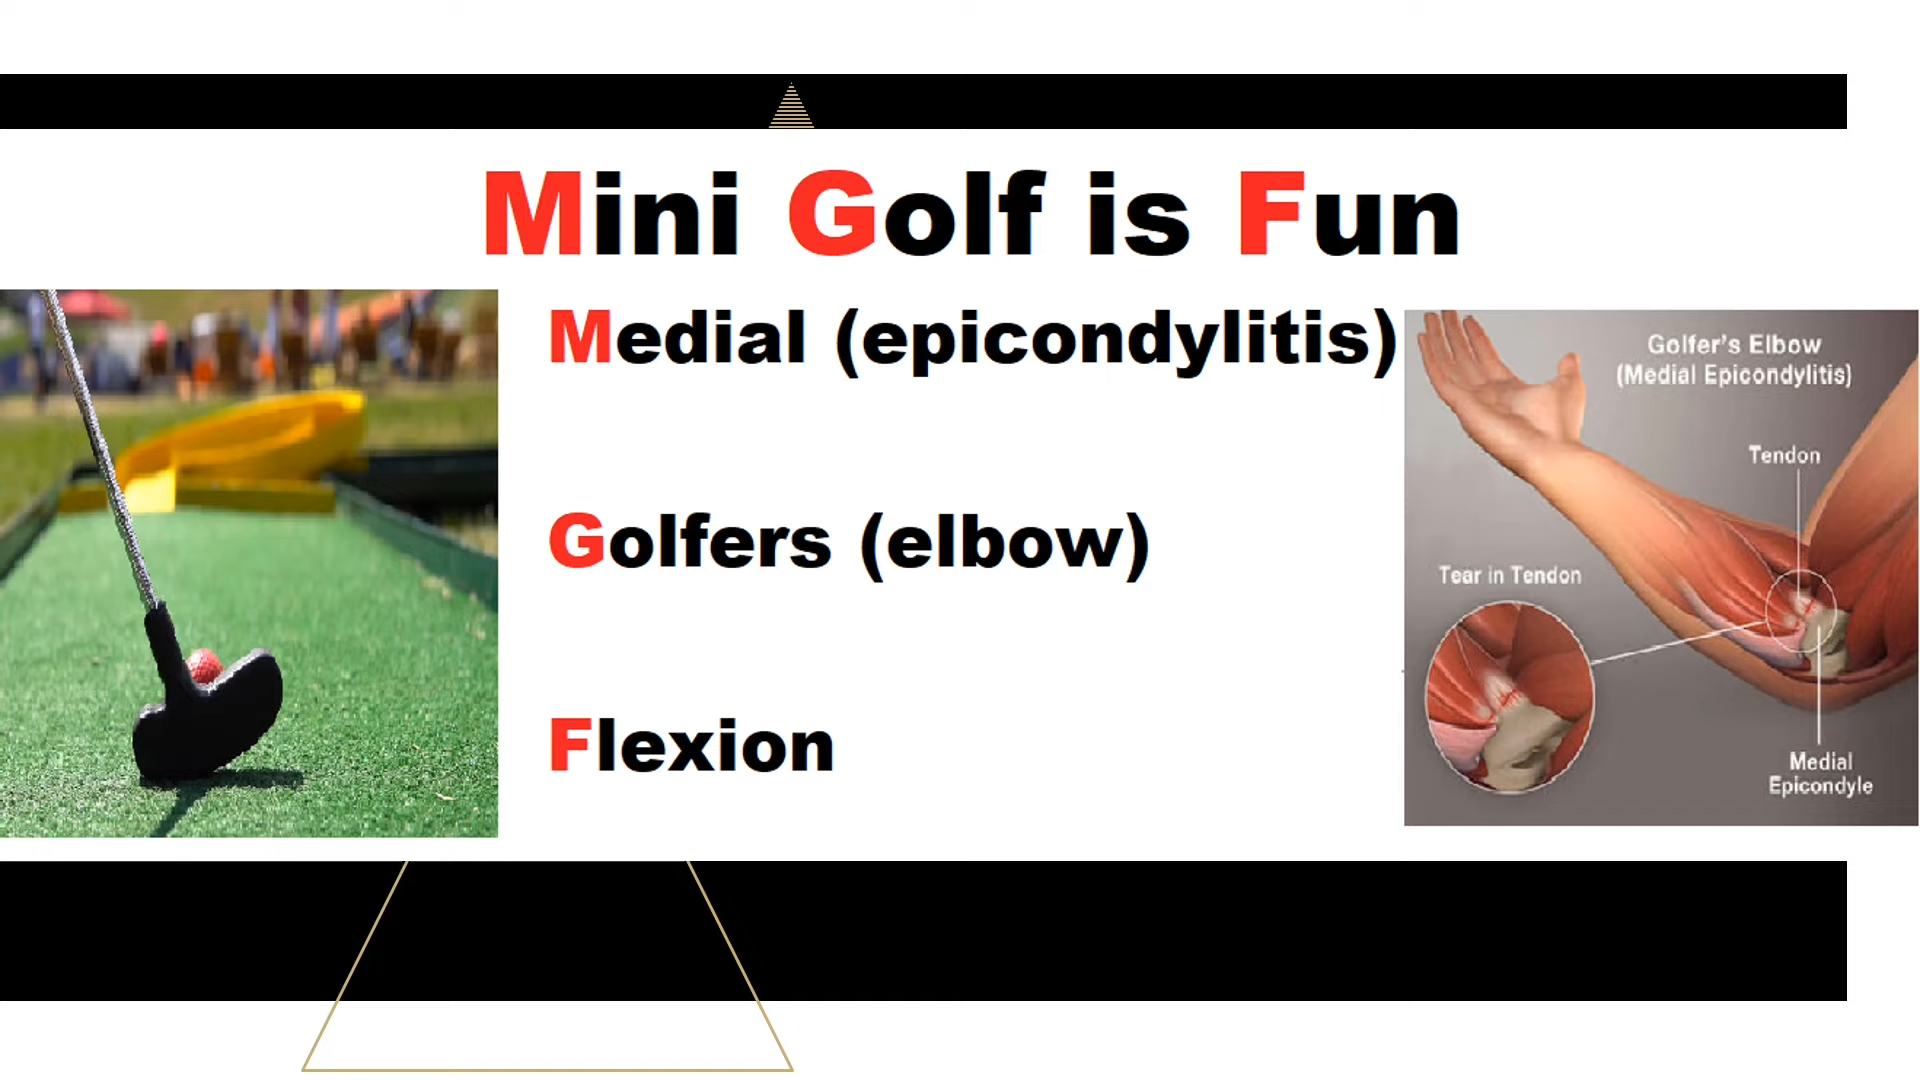 Mini Golf is Fun
Medial (epicondylitis)
Golfers (elbow)
Flexion
Golfer's Elbow
(Medial Epicondylitis)
Tendon
Tear in Tendon
Medial
Epicondyle